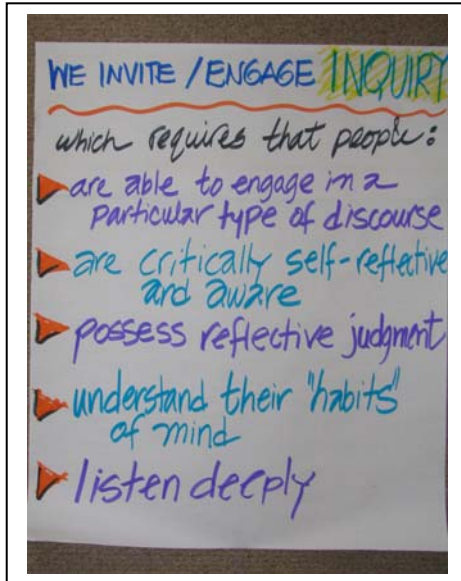 WE INVITE / ENGAGE INQUIRY
which requires that people:
are able to engage in a
particular type of discourse
are critically self-reflective
and aware
possess reflective judgment
understand their "habits"
of mind
listen deeply